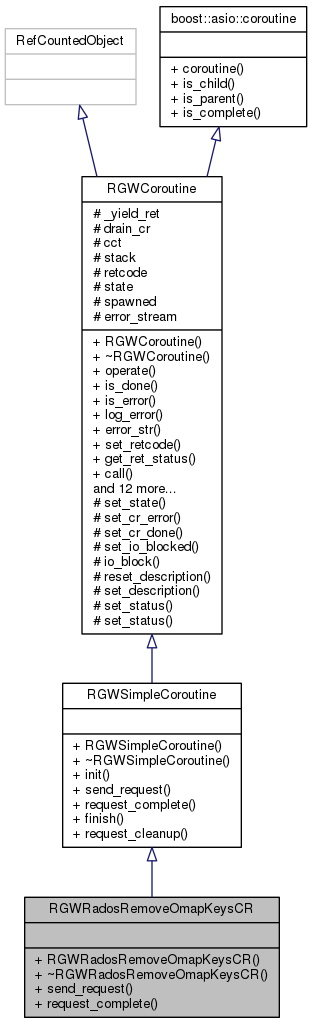 RefCountedObject
boost::asio::coroutine
+ coroutine()
+ is_child()
+ is_parent()
+ is_complete()
RGWCoroutine
# _yield_ret
# drain_cr
# cct
# stack
# retcode
# state
# spawned
# error_stream
+ RGWCoroutine()
+ ~RGWCoroutine()
+ operate()
+ is_done()
+ is_error()
+ log_error()
+ error_str()
+ set_retcode()
+ get_ret_status()
+ call()
and 12 more...
# set_state()
# set_cr_error()
# set_cr_done()
# set_io_blocked()
# io_block()
# reset_description()
# set_description()
# set_status()
# set_status()
RGWSimpleCoroutine
+ RGWSimpleCoroutine()
+ ~RGWSimpleCoroutine()
+ init()
+ send_request()
+ request_complete()
+ finish()
+ request_cleanup()
RGWRadosRemoveOmapKeysCR
+ RGWRadosRemoveOmapKeysCR()
+ ~RGWRadosRemoveOmapKeysCR()
+ send_request()
+ request_complete()